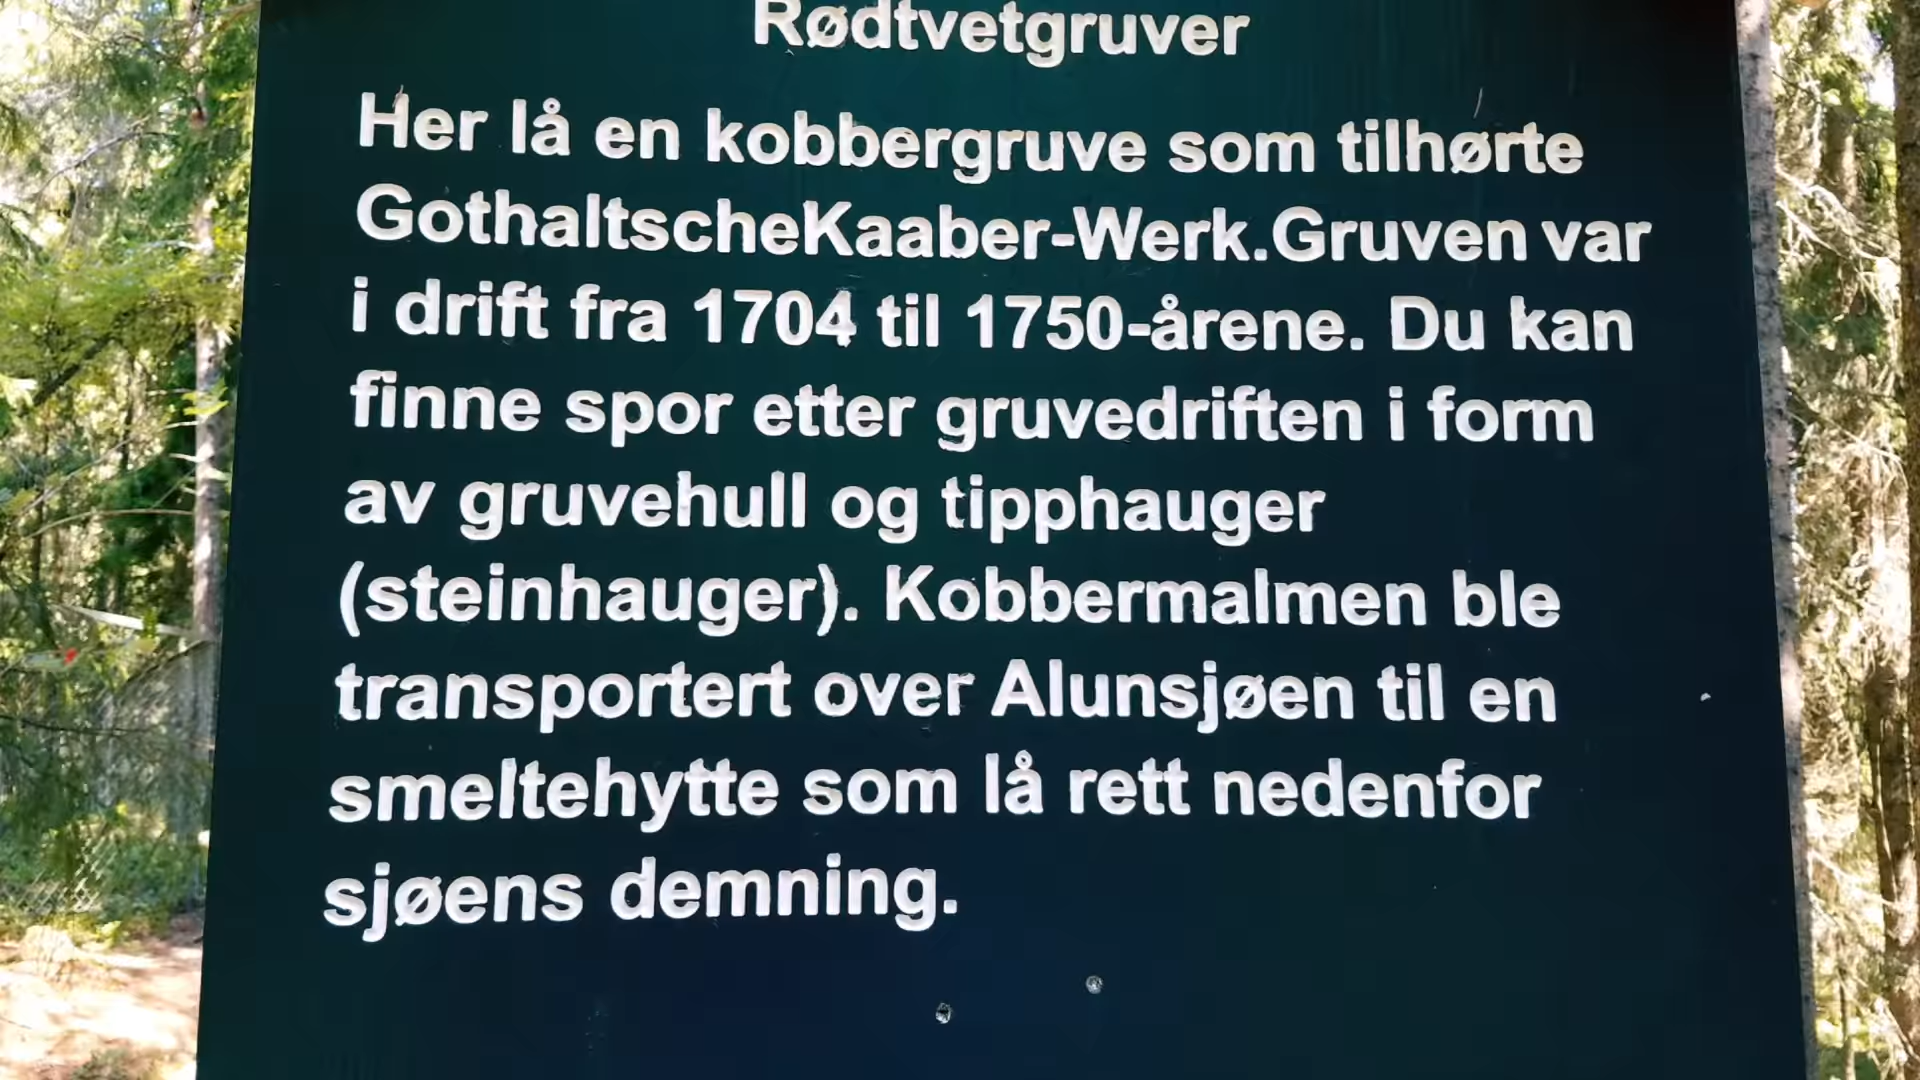 Rødtvetgruver
Her lå en kobbergruve som tilhørte
GothaltscheKaaber-Werk.Gruven var
i drift fra 1704 til 1750-årene. Du kan
finne spor etter gruvedriften i form
av gruvehull og tipphauger
(steinhauger). Kobbermalmen ble
transportert over Alunsjøen til en
smeltehytte som lå rett nedenfor
sjøens demning.